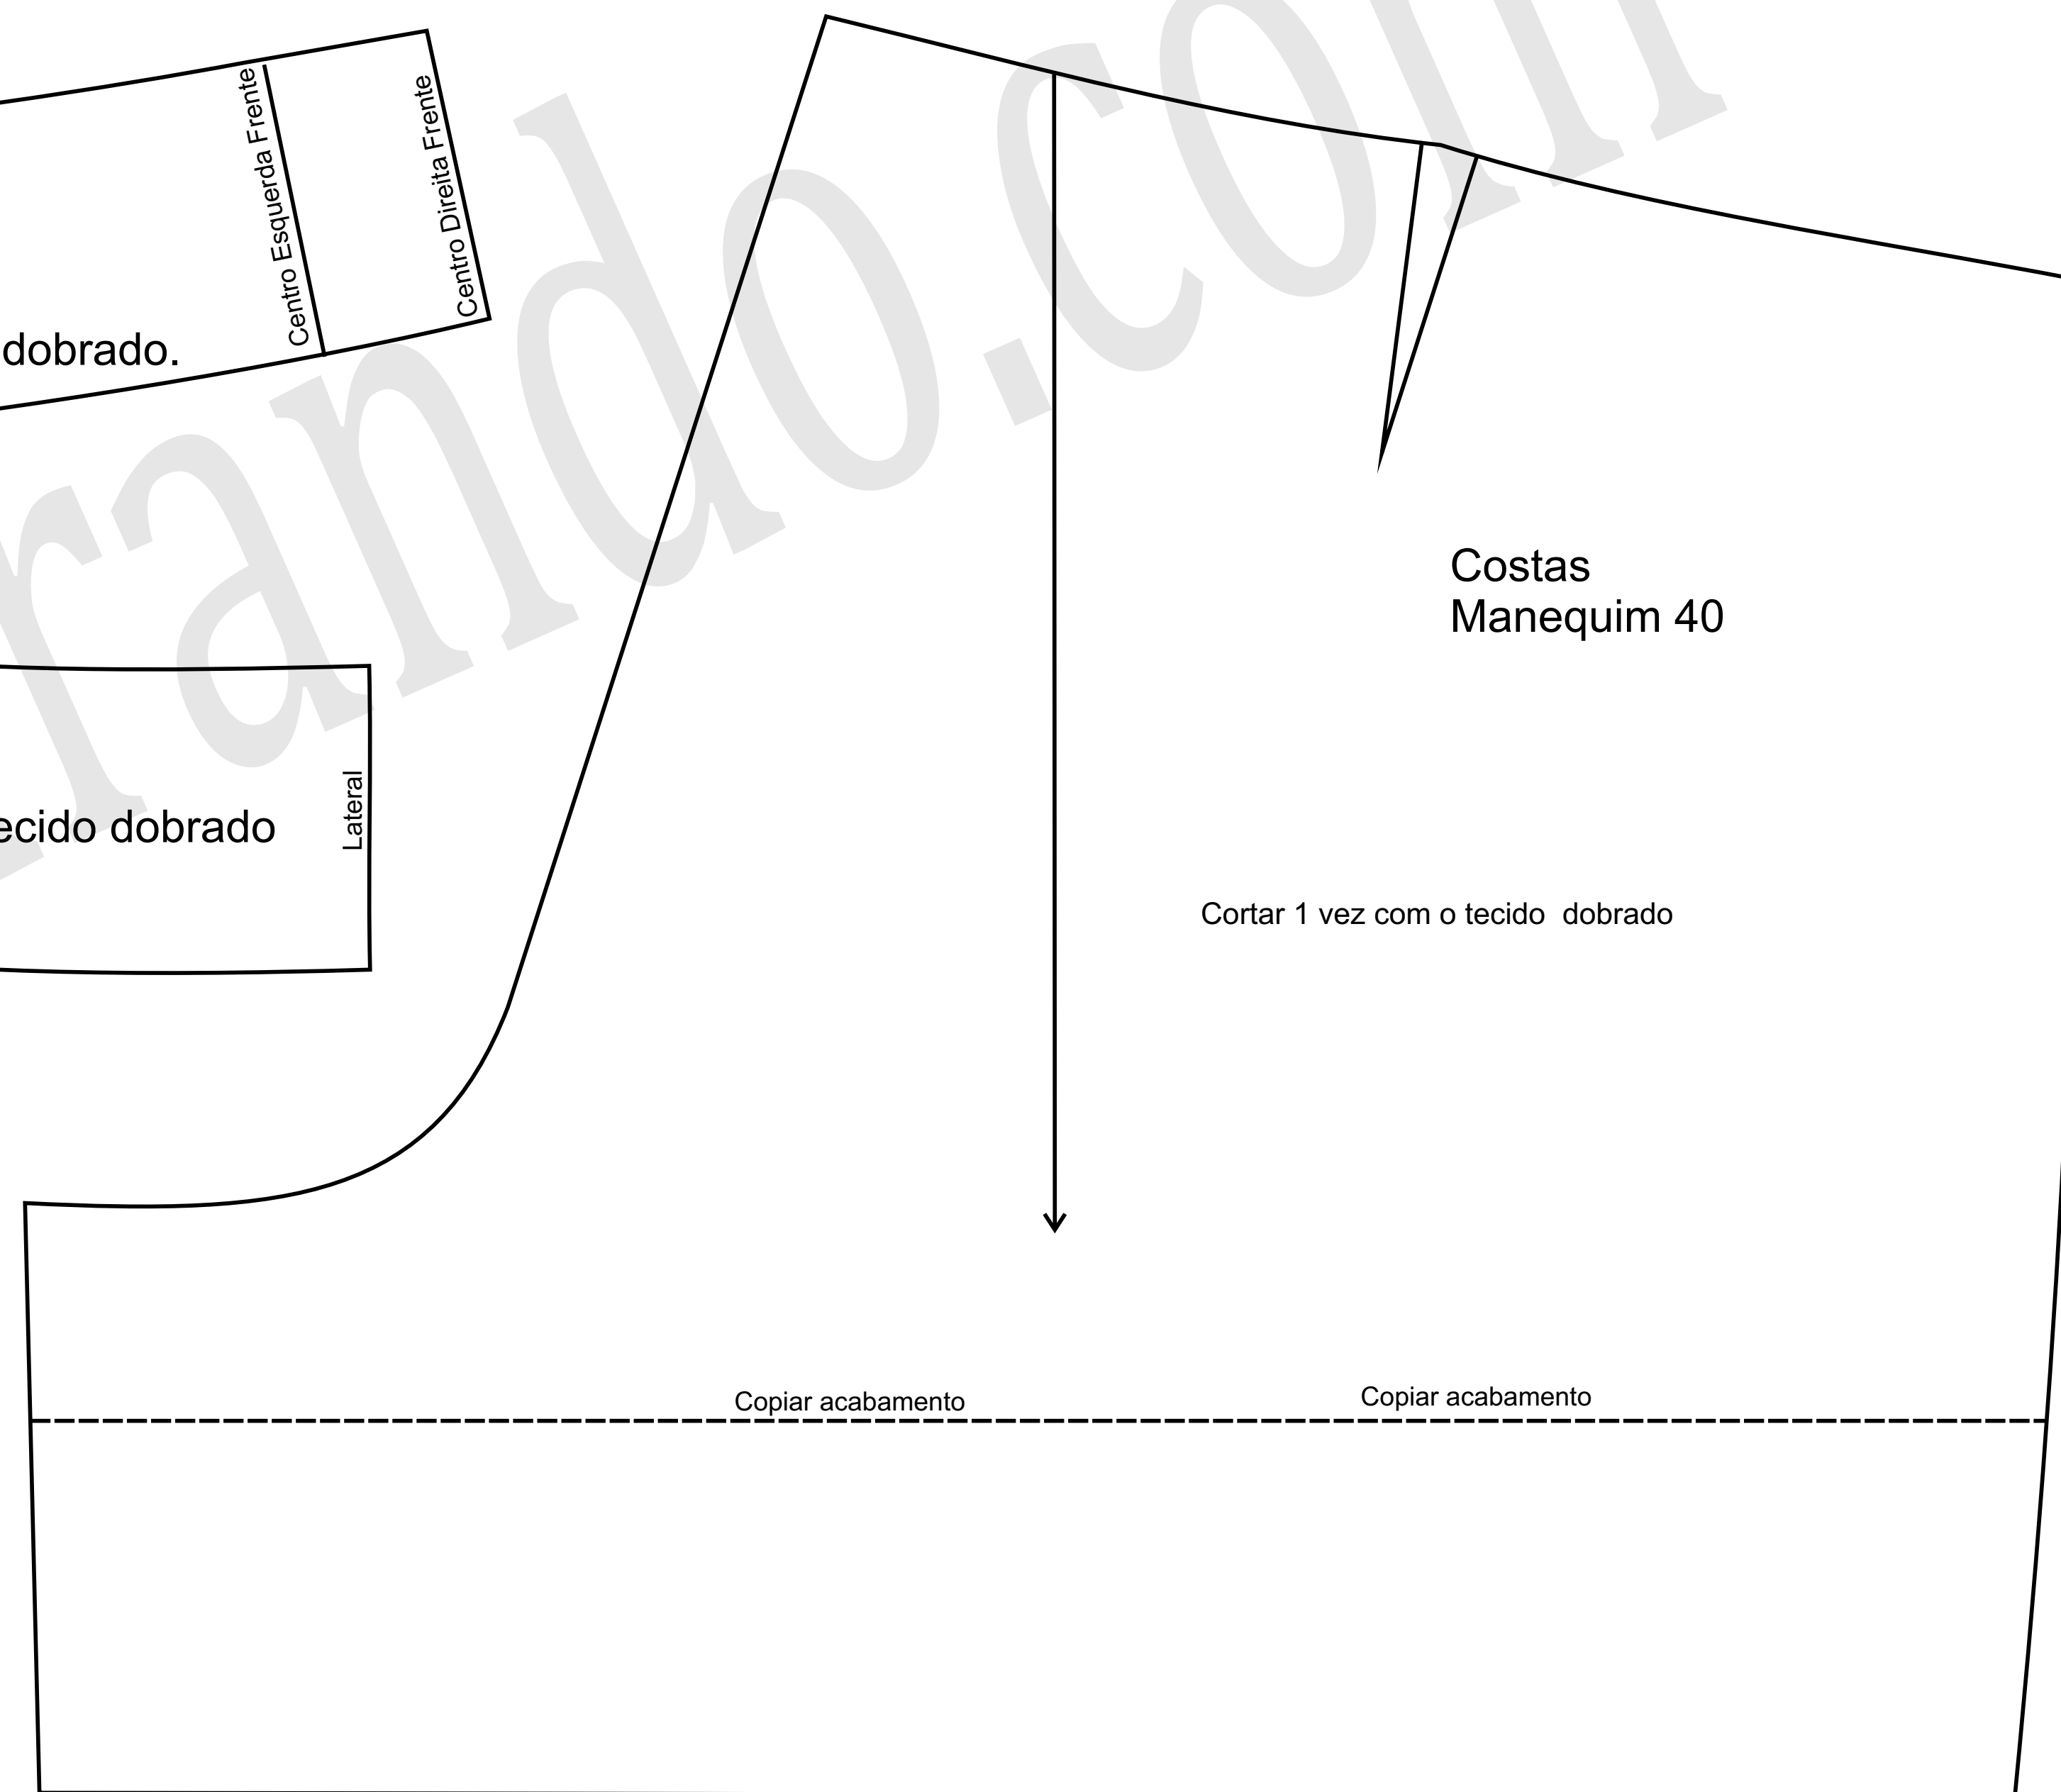 Centro Esquerda Frente
Centro Direita Frente
dobrado.
rando.com
Costas
Manequim 40
Lateral
ecido dobrado
Cortar 1 vez com o tecido  dobrado
Copiar acabamento
Copiar acabamento